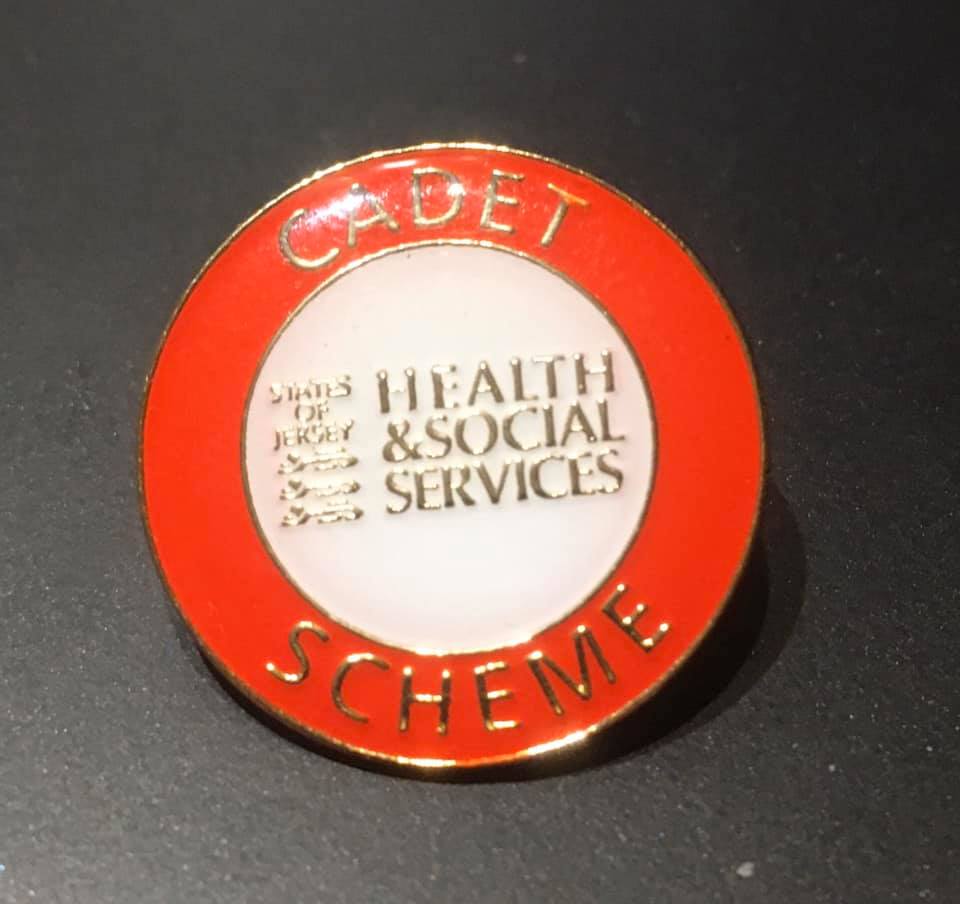 CADET
STATES
OF
JERSEY
HEALTH
&SOCIAL
SERVICES
SCHEME